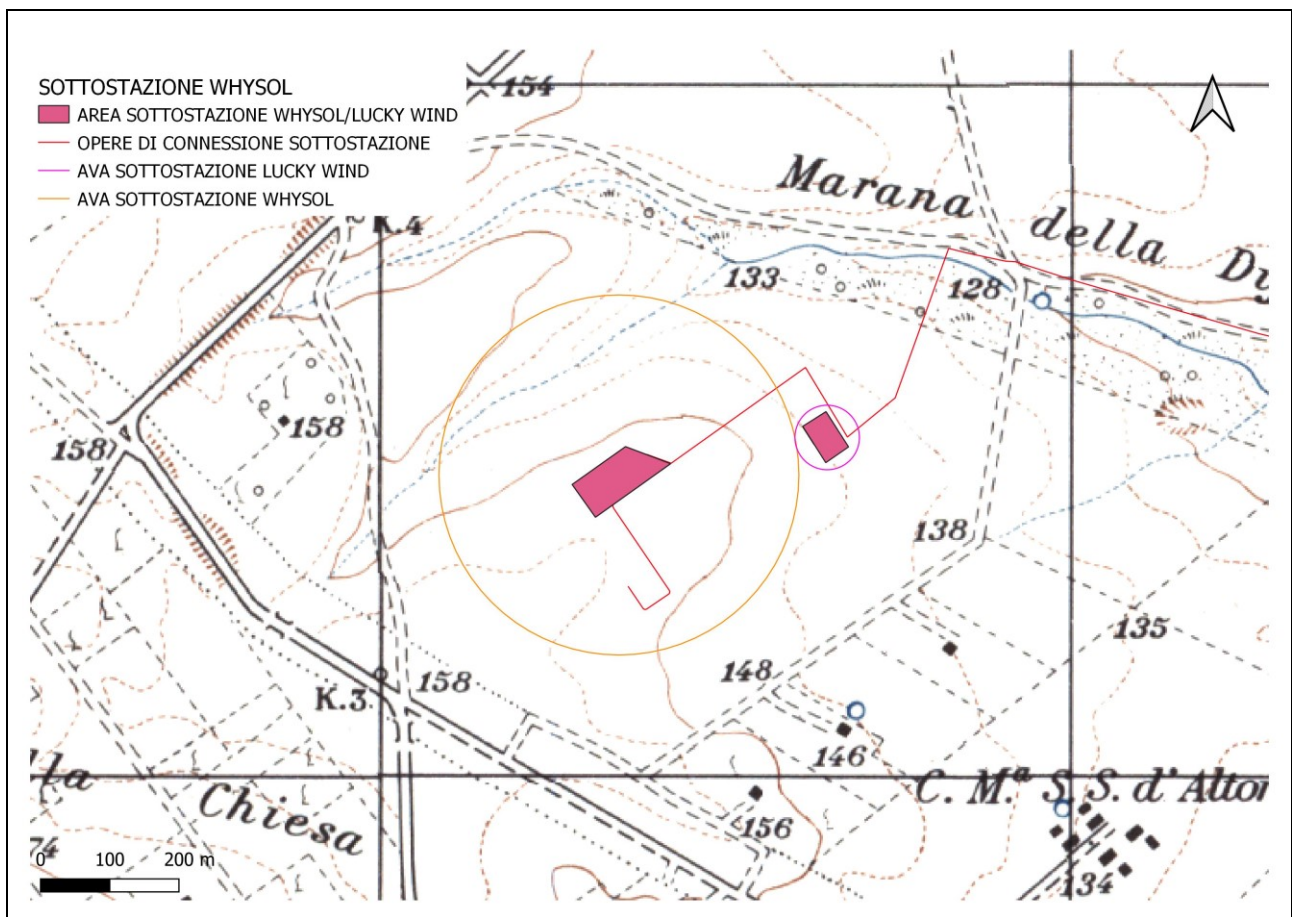 SOTTOSTAZIONE WHYSOL
AREA SOTTOSTAZIONE WHYSOL/LUCKY WIND
OPERE DI CONNESSIONE SOTTOSTAZIONE
AVA SOTTOSTAZIONE LUCKY WIND
AVA SOTTOSTAZIONE WHYSOL
154
K.4
Marana della
133
128
158
158
138
135
158
K.3
148
146
C. Mª S. S. d'Alton
Chiesa
156
134
0 100 200 m